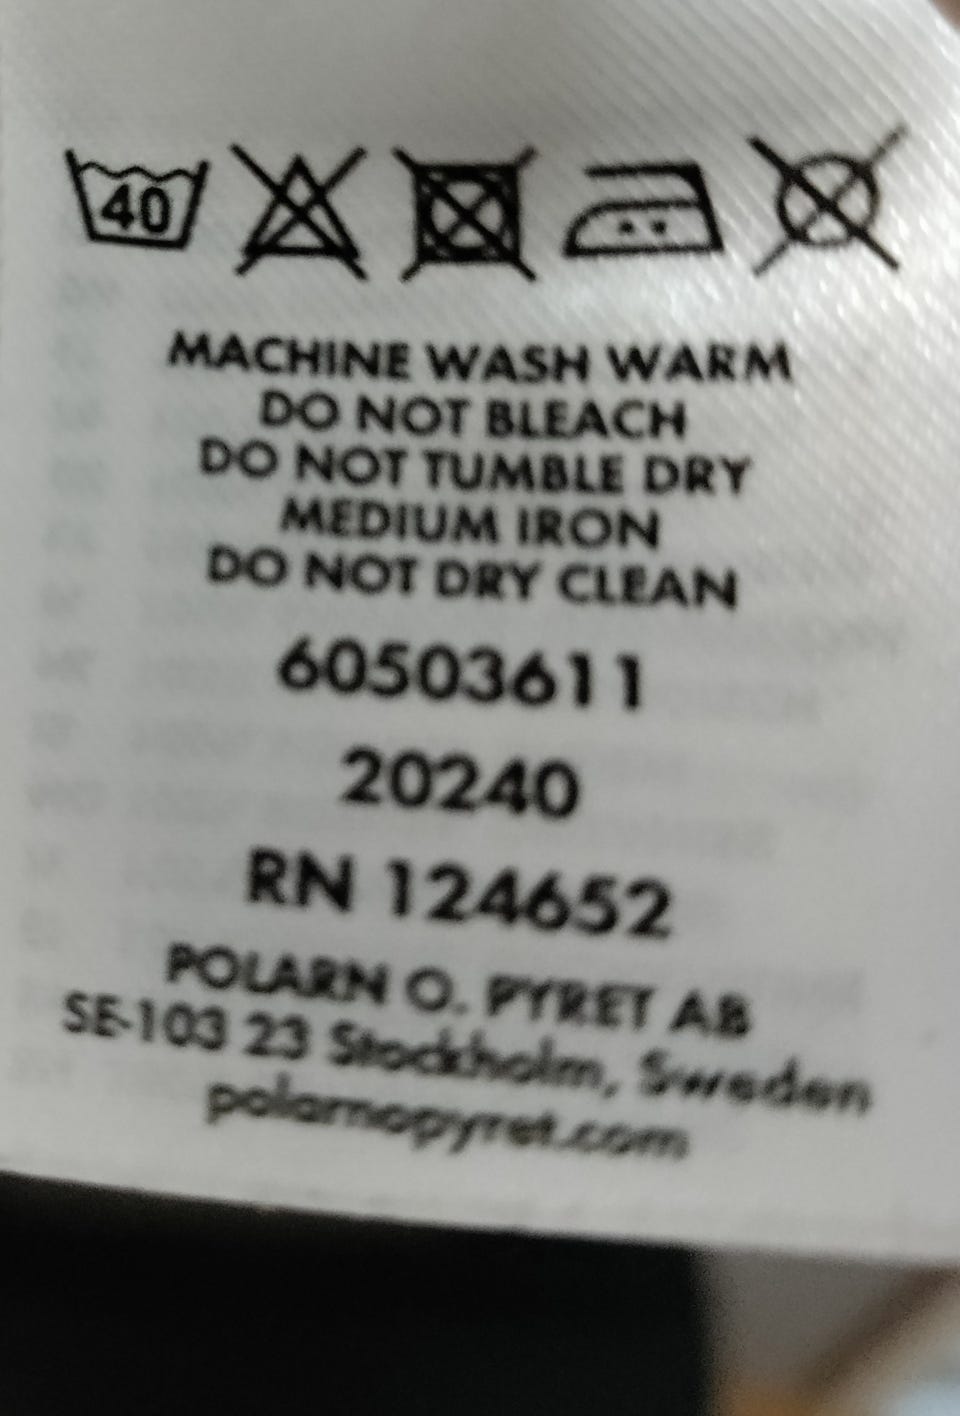 40
MACHINE WASH WARM
DO NOT BLEACH
DO NOT TUMBLE DRY
MEDIUM IRON
DO NOT DRY CLEAN
60503611
20240
RN 124652
POLARN O. PYRET AB
SE-103 23 Stockholm, Sweden
polarnopyret.com